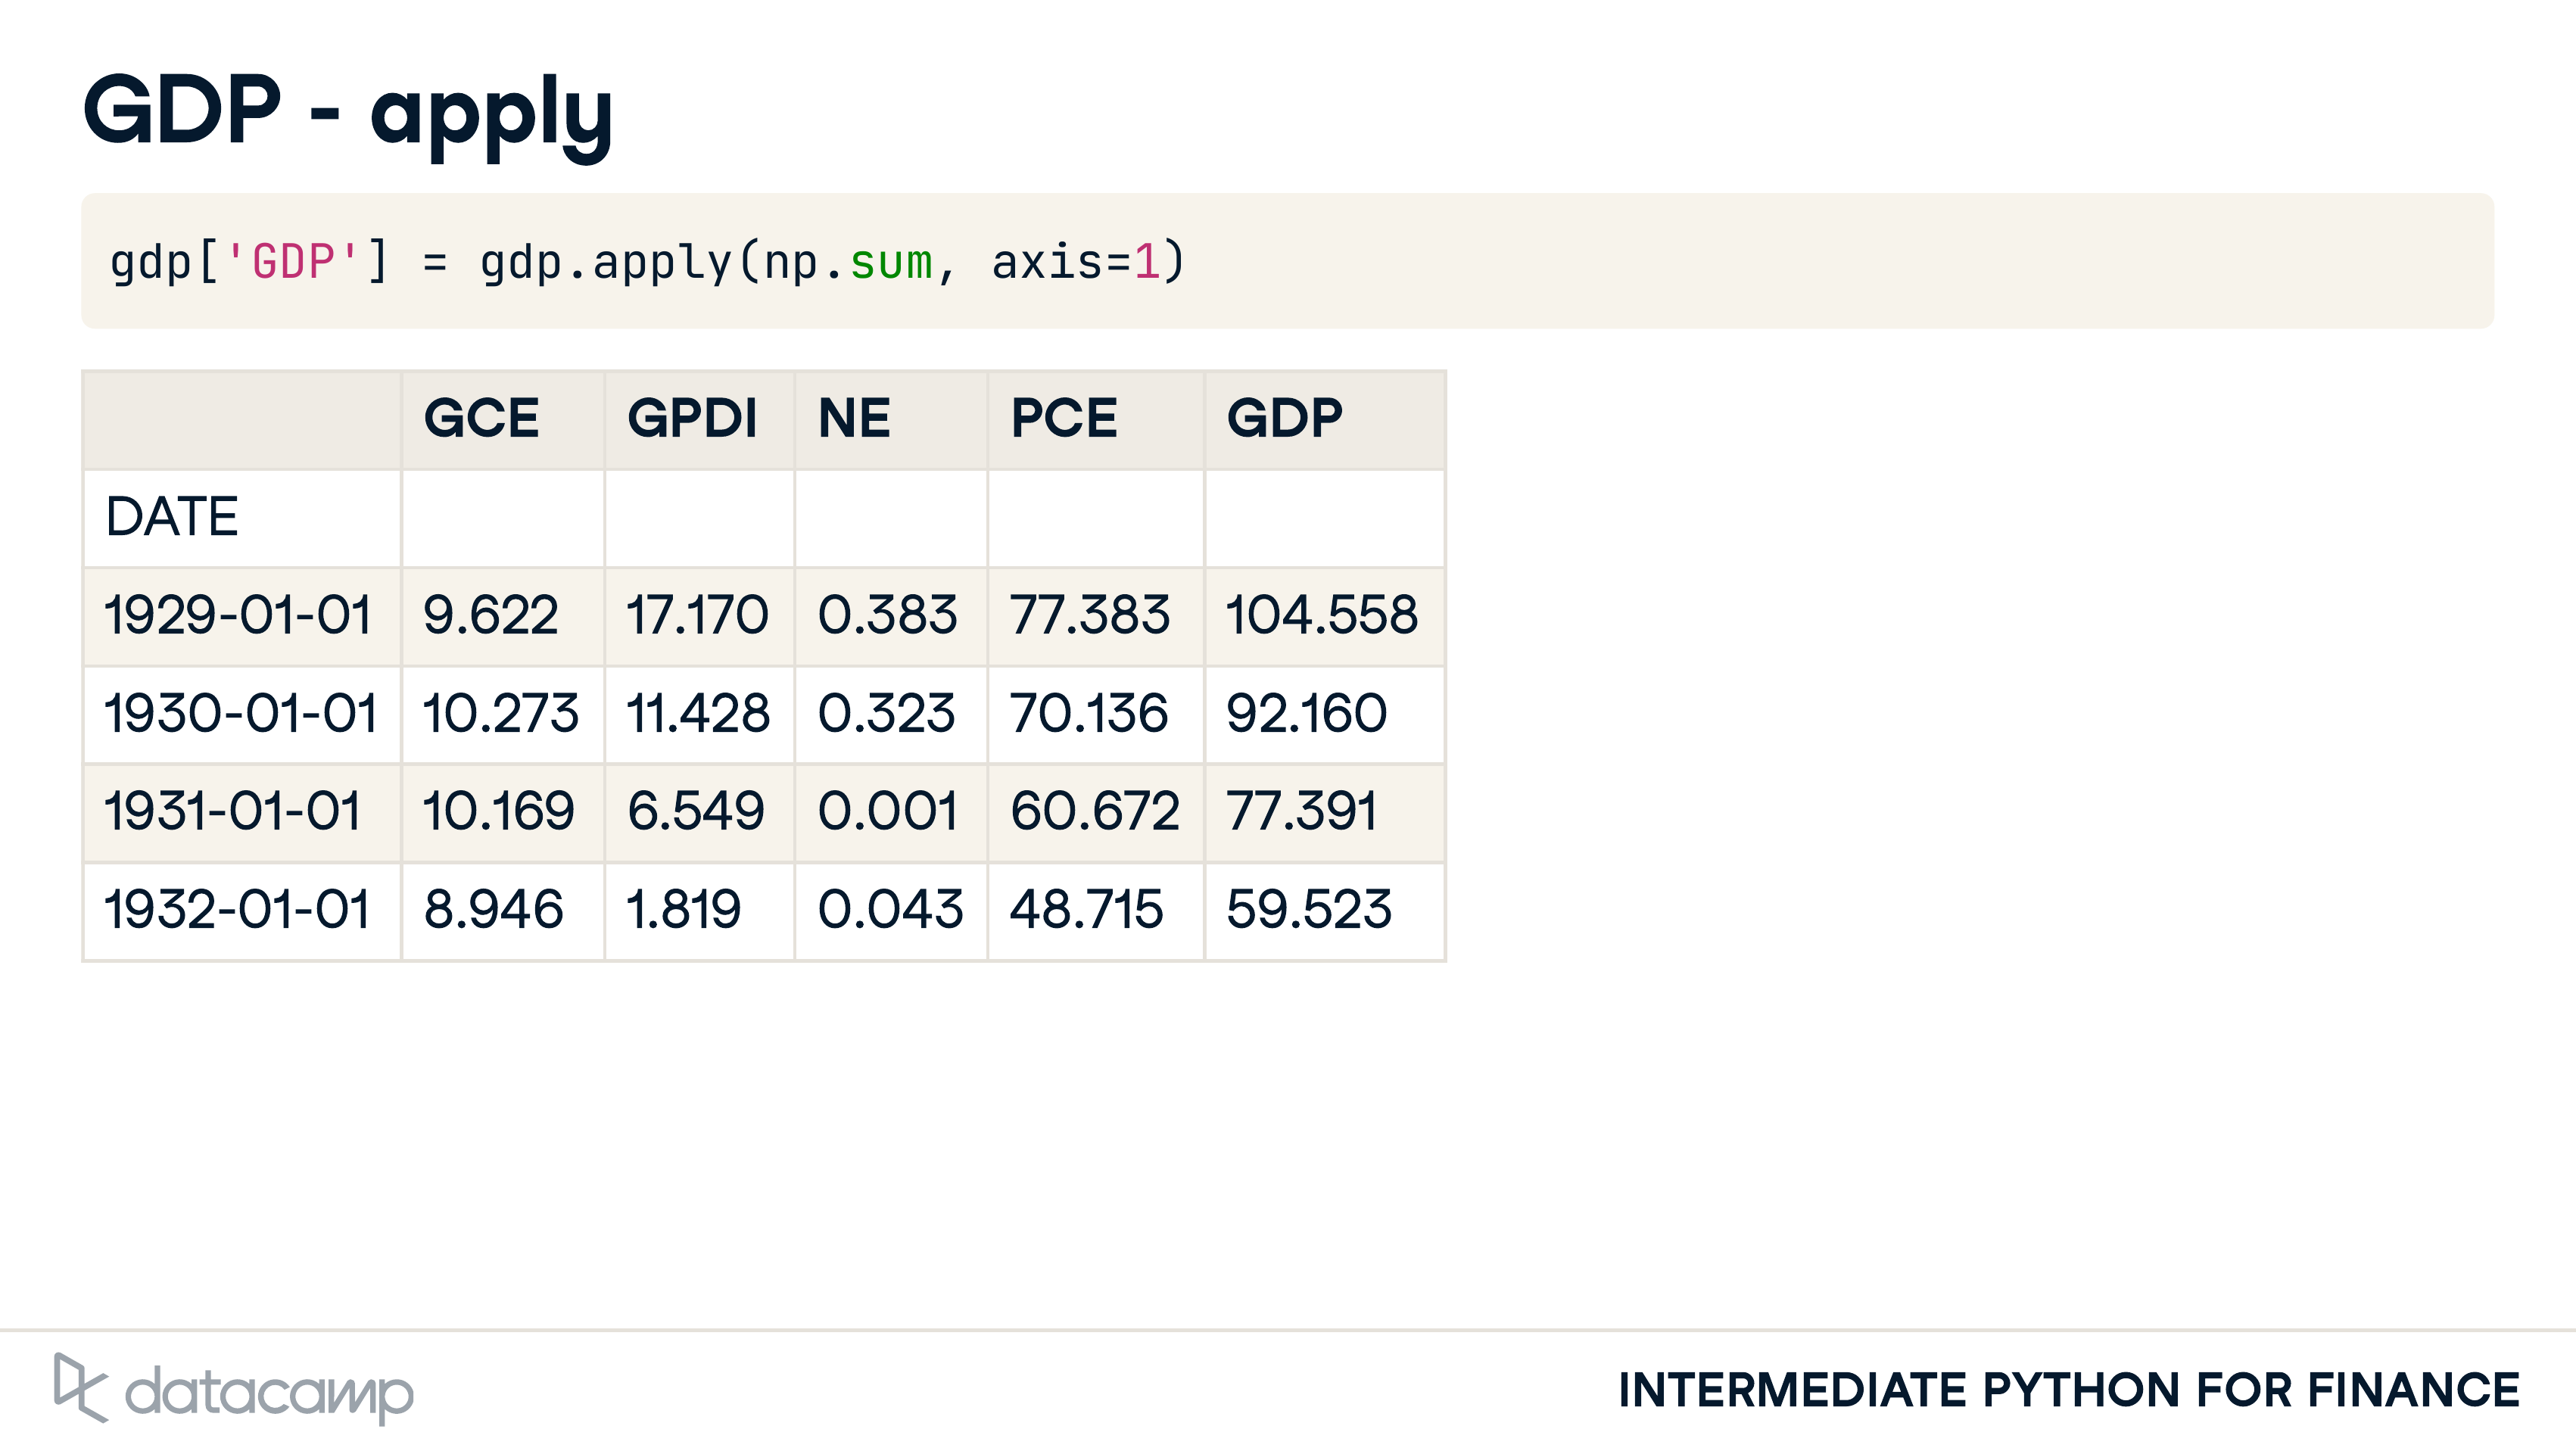 GDP - apply
gdp['GDP'] = gdp.apply(np.sum, axis=1)
GCE GPDI NE PCE GDP
DATE
1929-01-01 9.622 17.170 0.383 77.383 104.558
1930-01-01 10.273 11.428 0.323 70.136 92.160
1931-01-01 10.169 6.549 0.001 60.672 77.391
1932-01-01 8.946 1.819 0.043 48.715 59.523
datacamp
INTERMEDIATE PYTHON FOR FINANCE